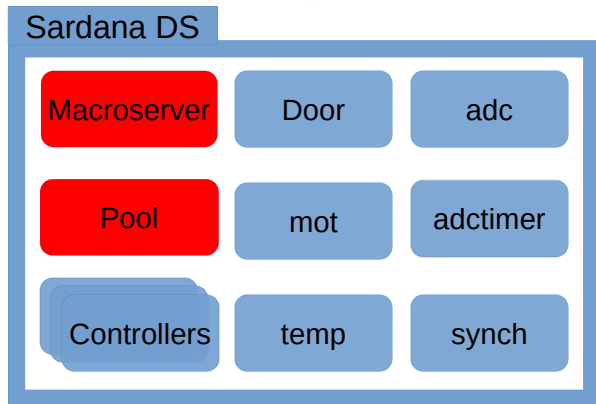 Sardana DS
Macroserver
Door
adc
Pool
mot
adctimer
Controllers
temp
synch